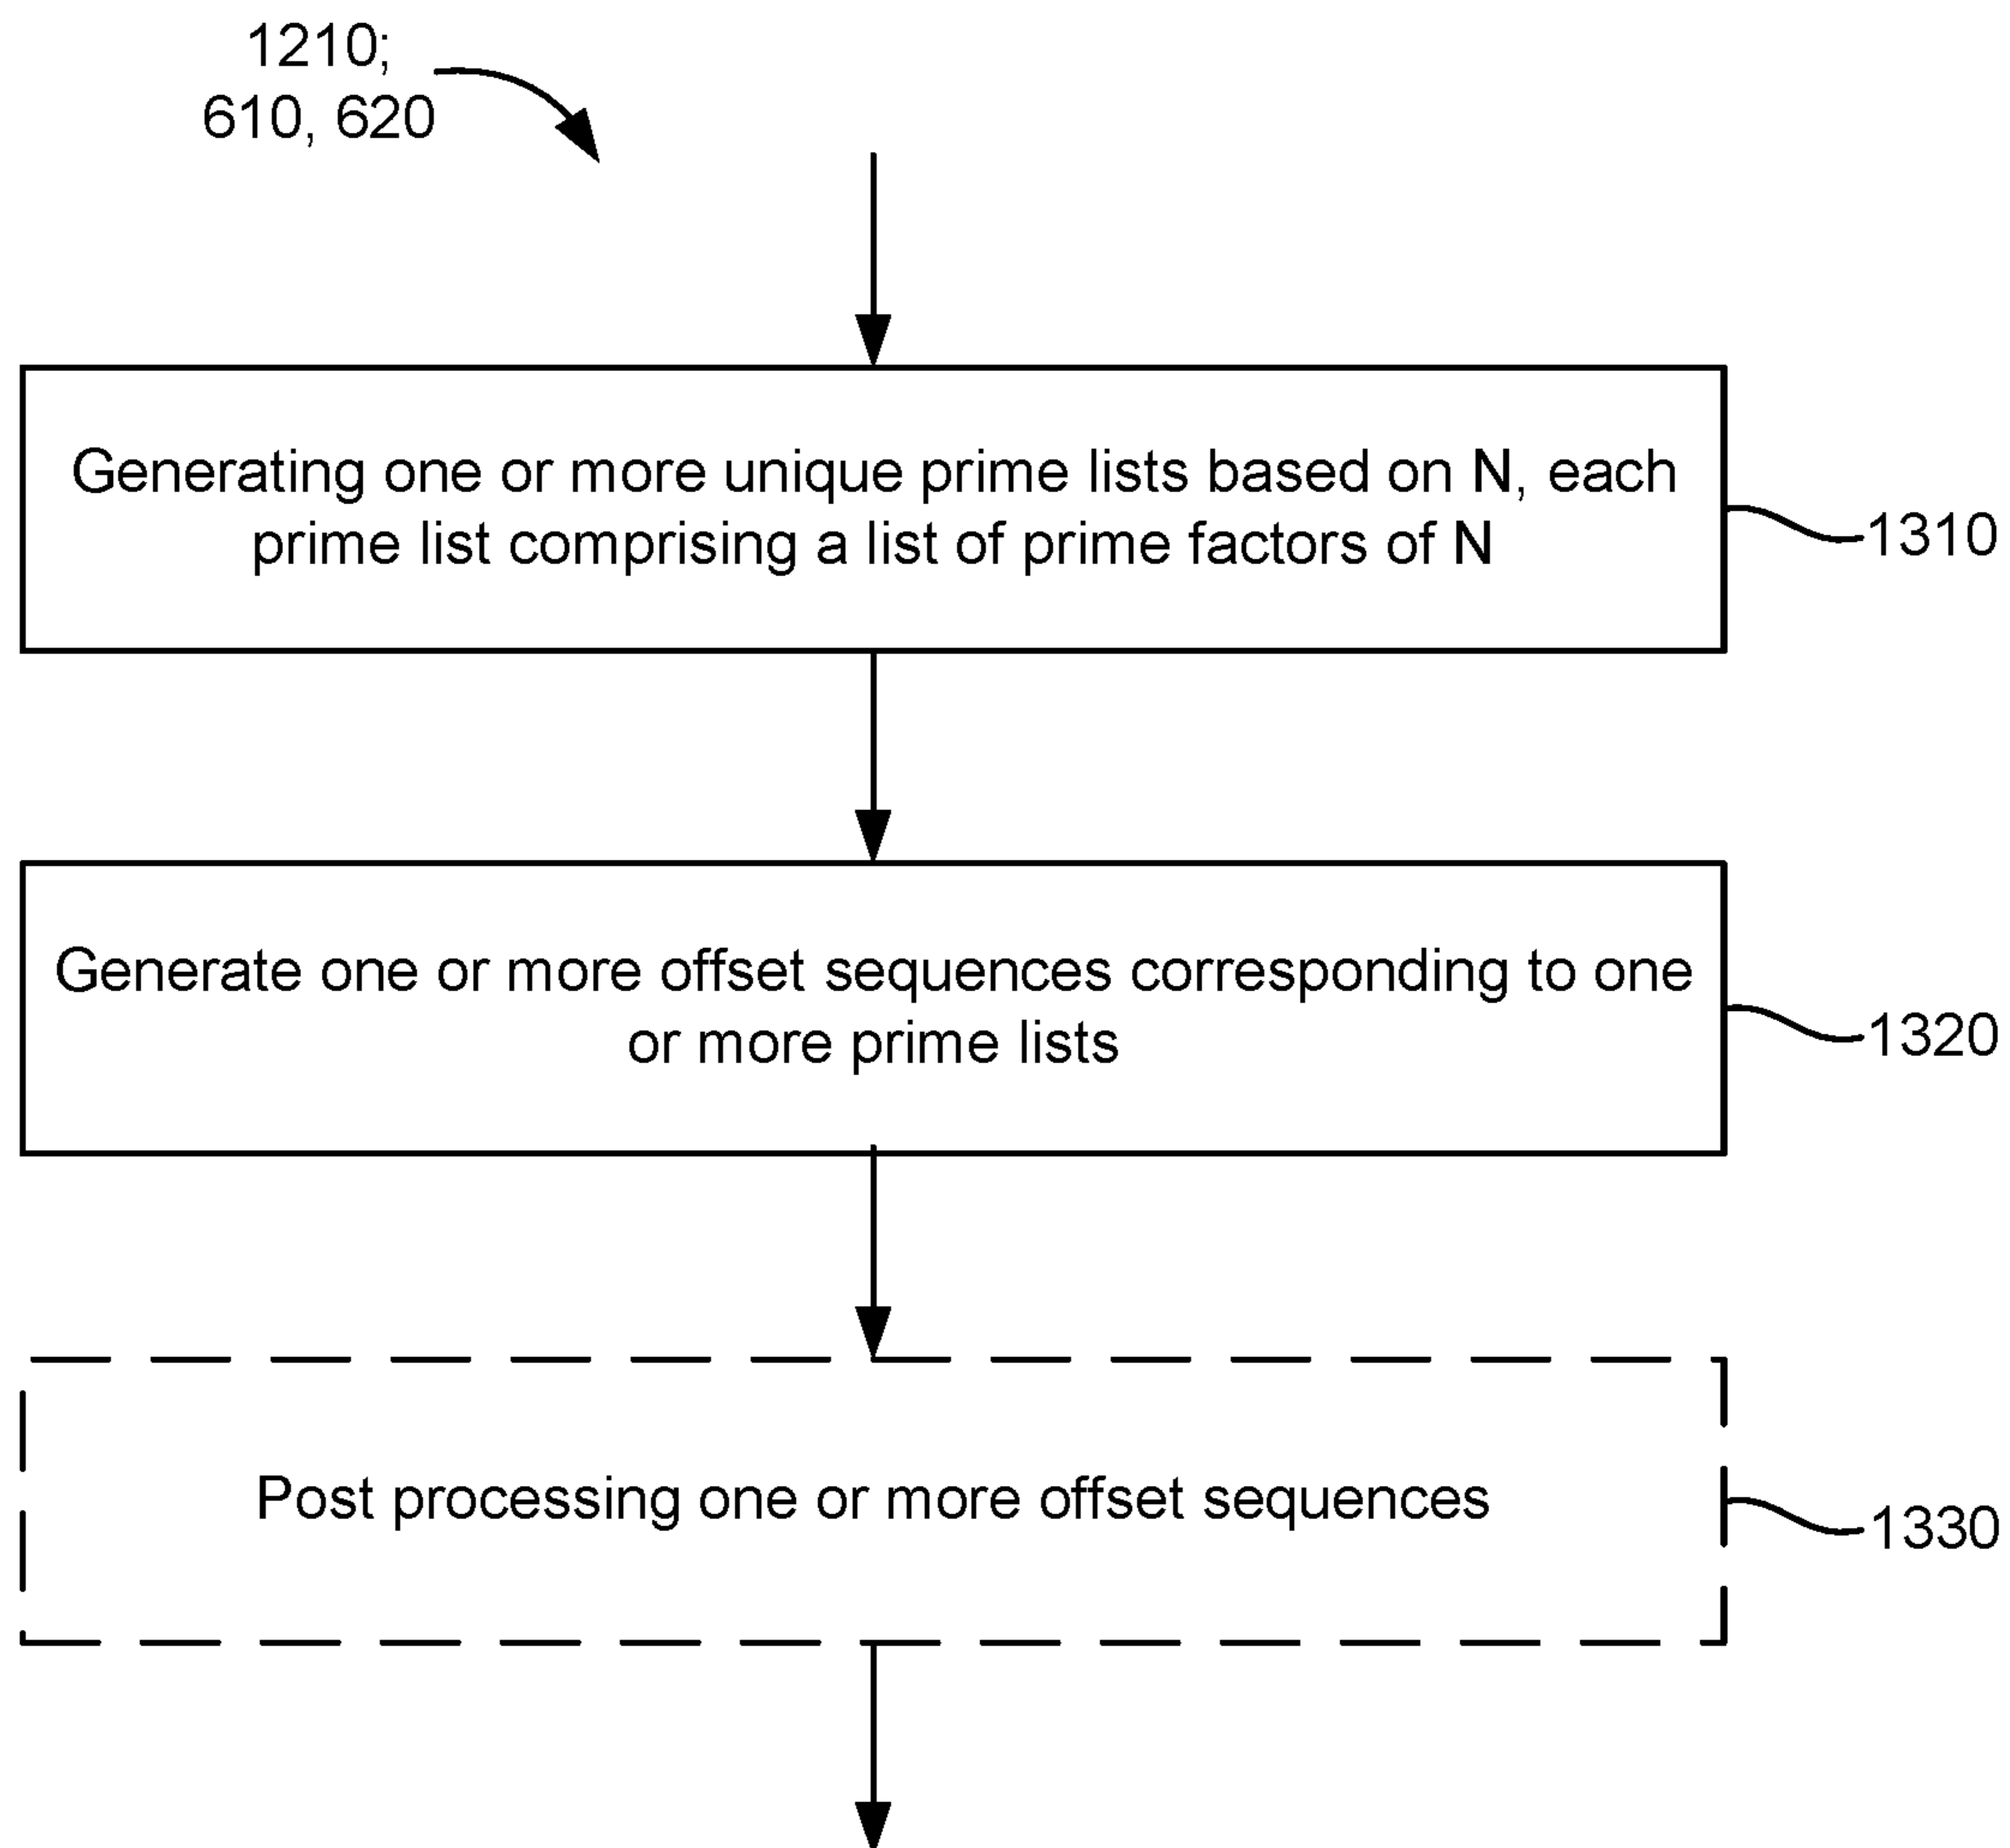 1210;
610, 620
Generating one or more unique prime lists based on N, each
prime list comprising a list of prime factors of N
1310
Generate one or more offset sequences corresponding to one
or more prime lists
1320
Post processing one or more offset sequences
1330